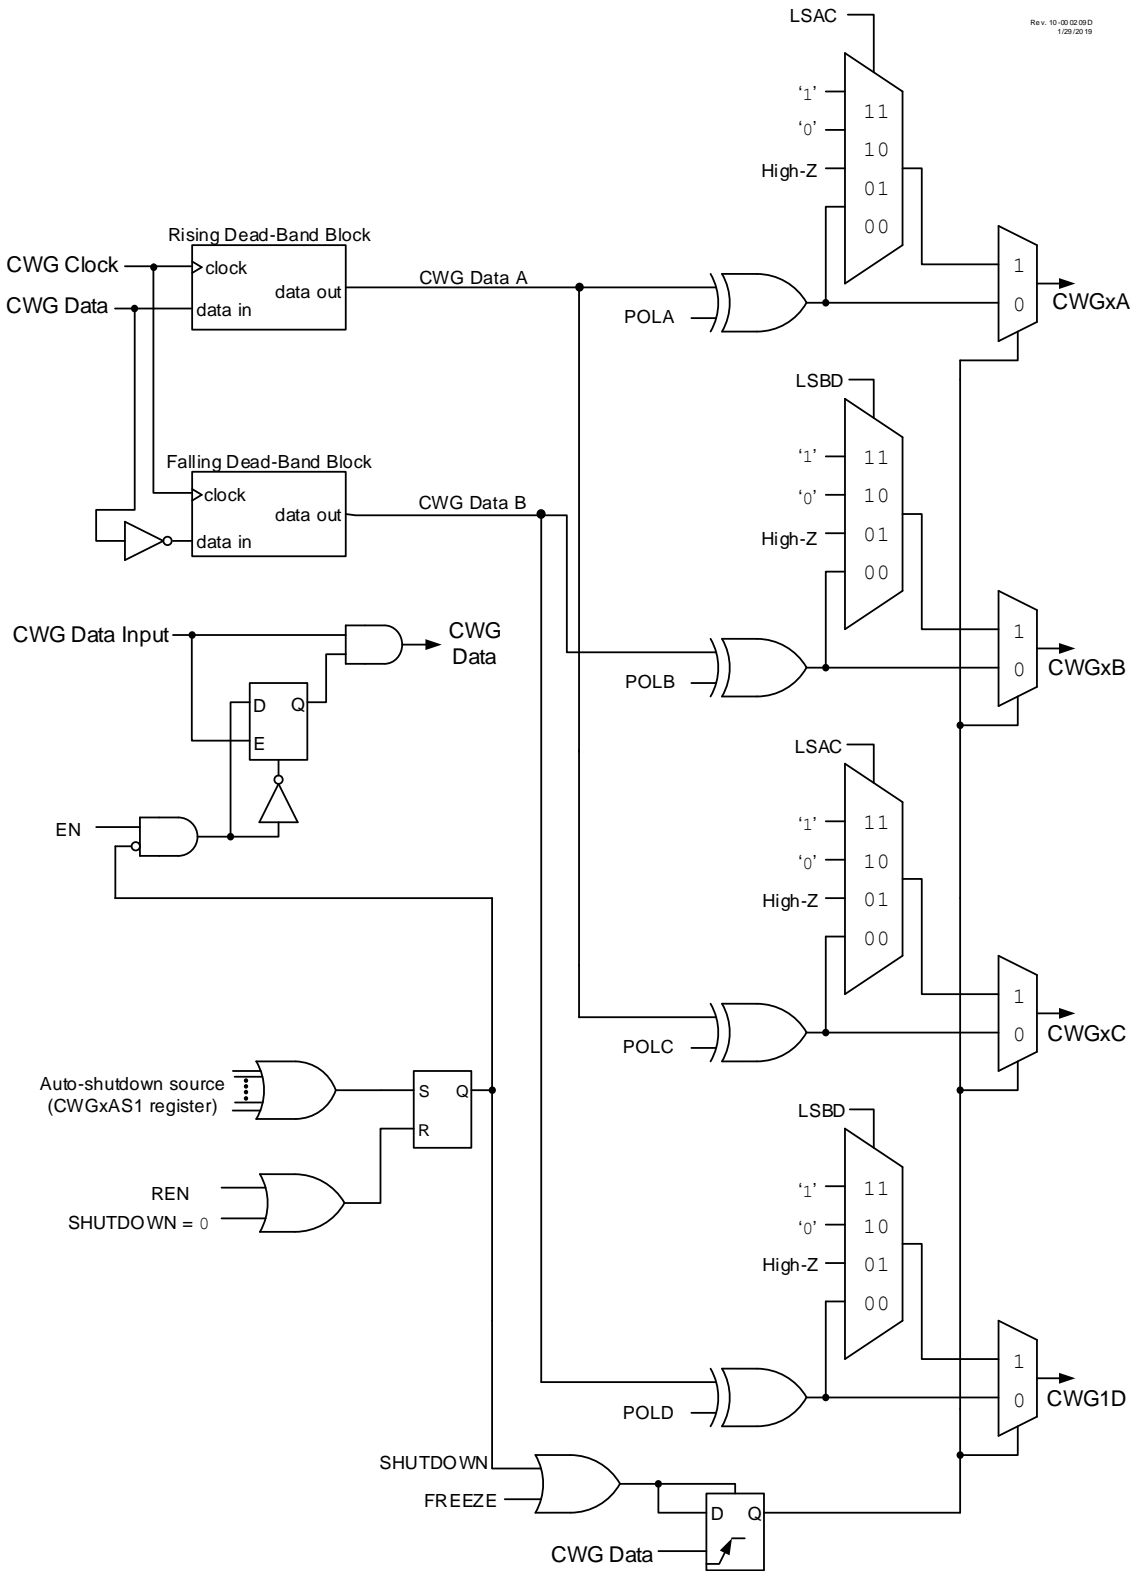 LSAC
Rev. 10-000209D
1/29/2019
‘1’
11
‘0’
10
High-Z
01
00
Rising Dead-Band Block
CWG Clock
clock
CWG Data A
1
CWG Data
data in
data out
0
CWGxA
POLA
LSBD
‘1’
11
Falling Dead-Band Block
‘0’
10
clock
CWG Data B
data out
High-Z
01
data in
00
CWG Data Input
CWG
Data
1
0
CWGxB
POLB
D
Q
E
LSAC
EN
‘1’
11
‘0’
10
High-Z
01
00
1
0
CWGxC
POLC
Auto-shutdown source
(CWGxAS1 register)
S
Q
R
LSBD
REN
SHUTDOWN = 0
‘1’
11
‘0’
10
High-Z
01
00
1
0
CWG1D
POLD
SHUTDOWN
FREEZE
D
Q
CWG Data